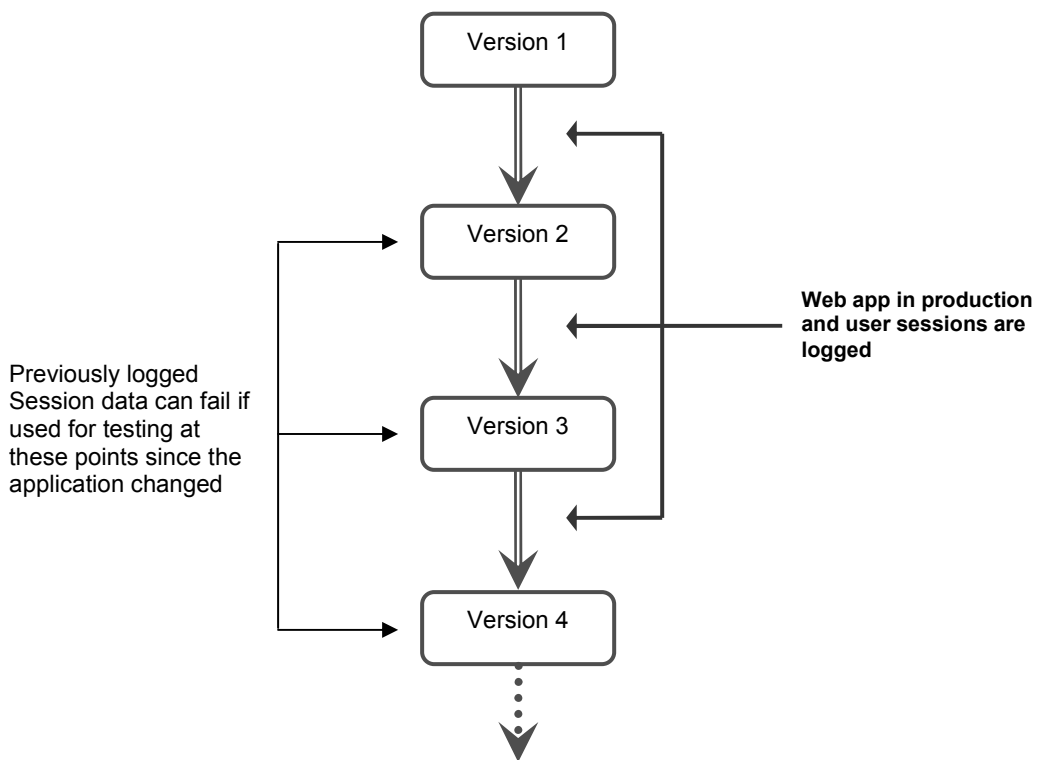 Version 1
Version 2
Web app in production
and user sessions are
logged
Previously logged
Session data can fail if
used for testing at
these points since the
application changed
Version 3
Version 4